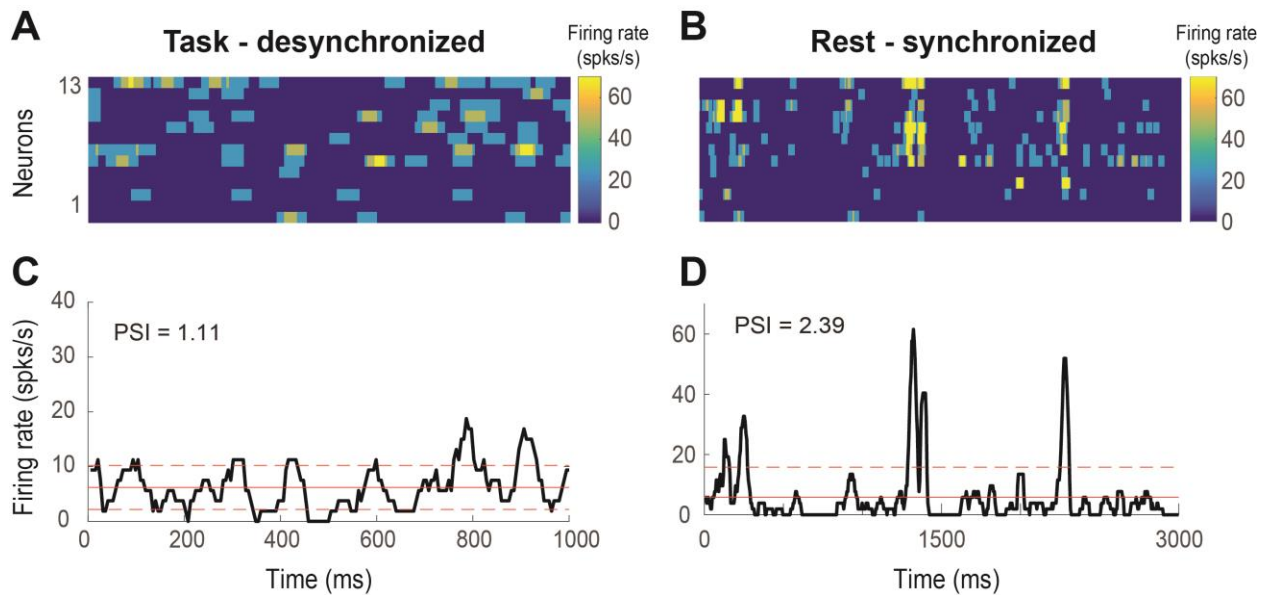 A
Task - desynchronized
Firing rate
(spks/s)
13
Neurons
1
60
40
20
0
B
Rest - synchronized
Firing rate
(spks/s)
60
40
20
0
C
40
30
20
10
0
Firing rate (spks/s)
PSI = 1.11
0 200 400 600 800 1000
Time (ms)
D
60
40
20
0
PSI = 2.39
0 1500 3000
Time (ms)